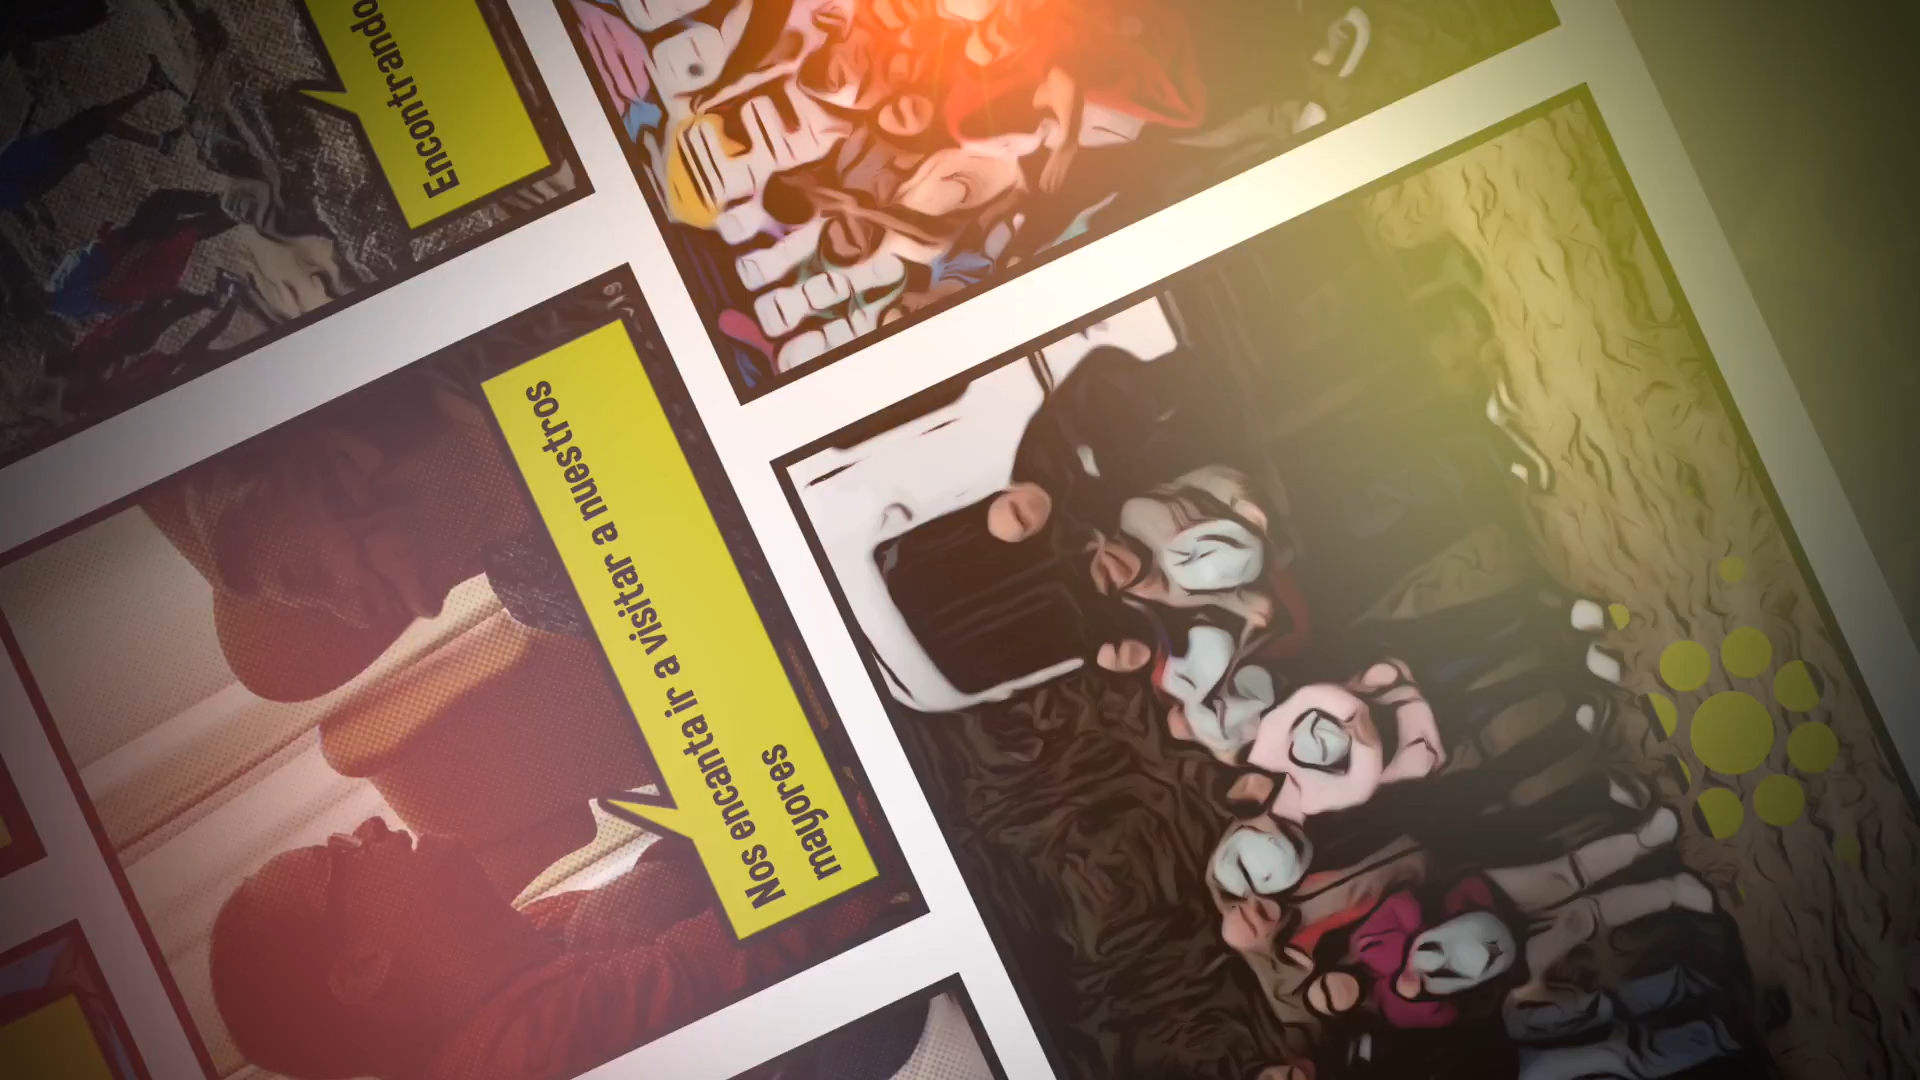 Encontrando
Nos encanta ir a visitar a nuestros
mayores